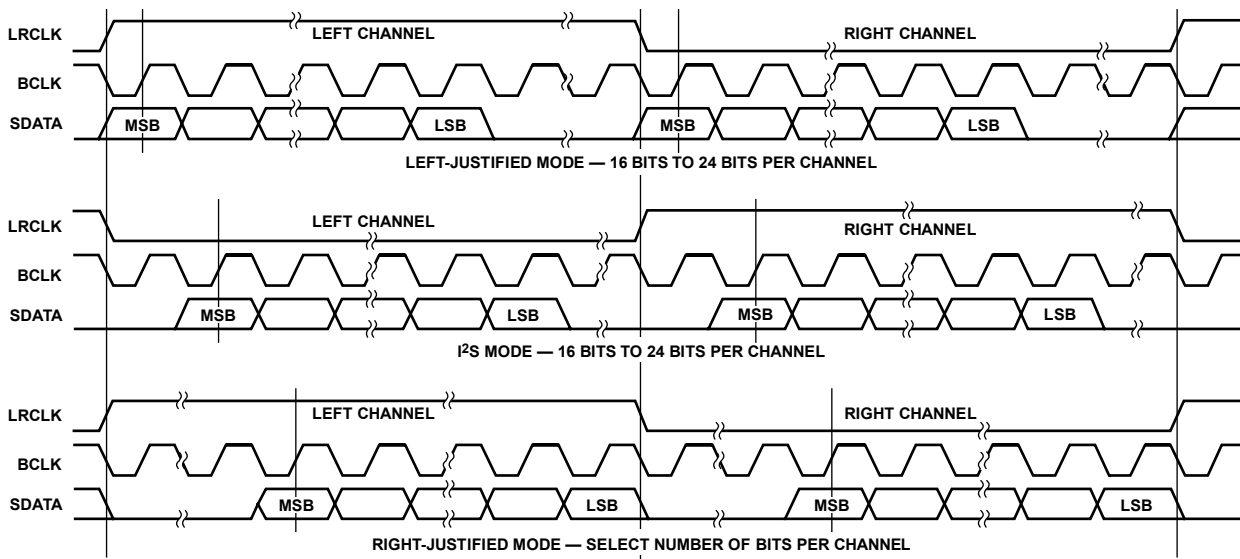 LRCLK LEFT CHANNEL RIGHT CHANNEL
BCLK
SDATA MSB LSB MSB LSB
LEFT-JUSTIFIED MODE — 16 BITS TO 24 BITS PER CHANNEL
LRCLK LEFT CHANNEL RIGHT CHANNEL
BCLK
SDATA MSB LSB MSB LSB
I²S MODE — 16 BITS TO 24 BITS PER CHANNEL
LRCLK LEFT CHANNEL RIGHT CHANNEL
BCLK
SDATA MSB LSB MSB LSB
RIGHT-JUSTIFIED MODE — SELECT NUMBER OF BITS PER CHANNEL